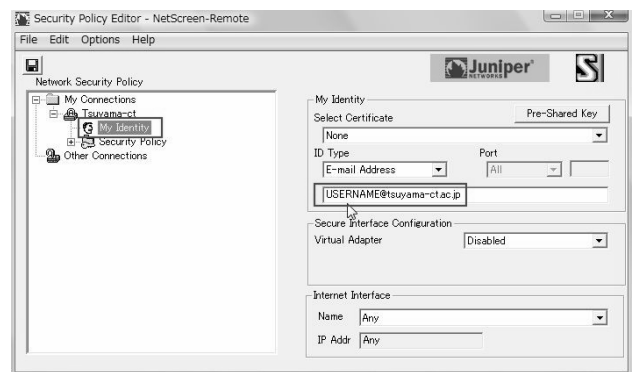 Security Policy Editor - NetScreen-Remote
File Edit Options Help
Juniper
NETWORKS
Network Security Policy
My Connections
Tsuyama-ct
My Identity
Security Policy
Other Connections
My Identity
Select Certificate
Pre-Shared Key
None
ID Type
Port
E-mail Address
All
USERNAME@tsuyama-ct.ac.jp
Secure Interface Configuration
Virtual Adapter
Disabled
Internet Interface
Name
Any
IP Addr
Any